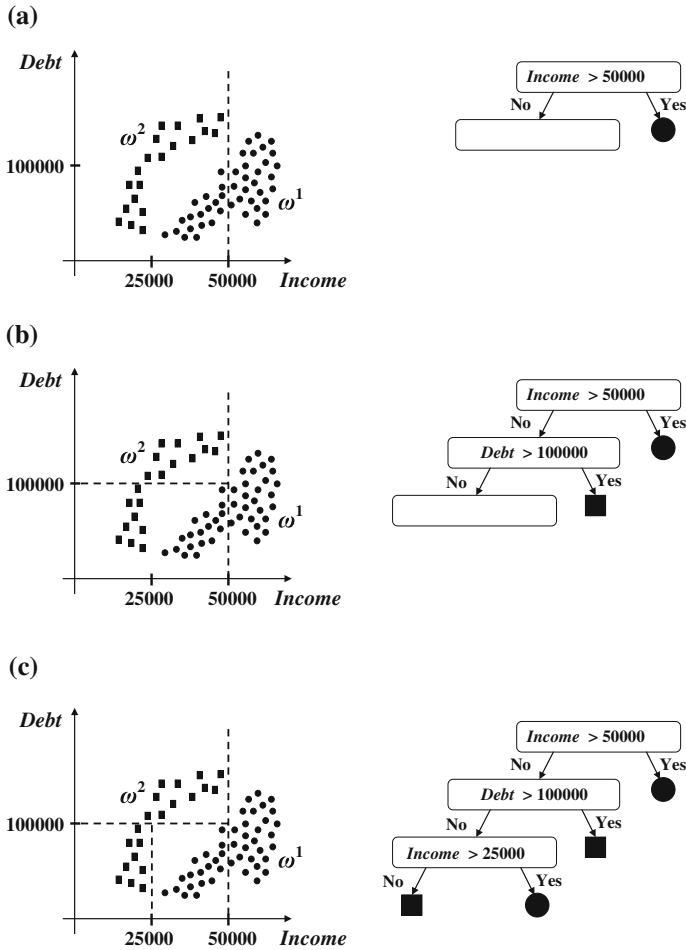 (a)
Debt
ω2
100000
ω1
25000 50000 Income
Income > 50000
No Yes
(b)
Debt
ω2
100000
ω1
25000 50000 Income
Income > 50000
No Yes
Debt > 100000
No Yes
(c)
Debt
ω2
100000
ω1
25000 50000 Income
Income > 50000
No Yes
Debt > 100000
No Yes
Income > 25000
No Yes